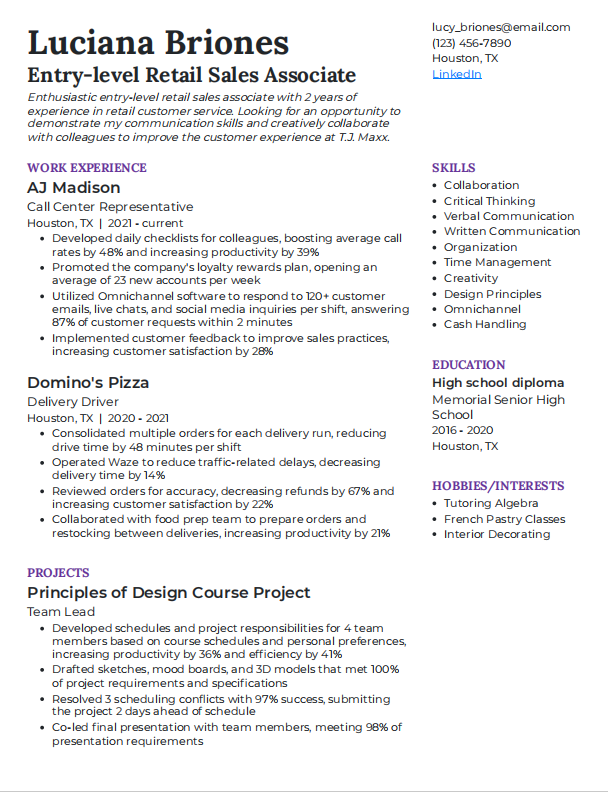 Luciana Briones
Entry-level Retail Sales Associate
Enthusiastic entry-level retail sales associate with 2 years of
experience in retail customer service. Looking for an opportunity to
demonstrate my communication skills and creatively collaborate
with colleagues to improve the customer experience at T.J. Maxx.
lucy_briones@email.com
(123) 456-7890
Houston, TX
LinkedIn
WORK EXPERIENCE
AJ Madison
Call Center Representative
Houston, TX | 2021 - current
• Developed daily checklists for colleagues, boosting average call
rates by 48% and increasing productivity by 39%
• Promoted the company's loyalty rewards plan, opening an
average of 23 new accounts per week
• Utilized Omnichannel software to respond to 120+ customer
emails, live chats, and social media inquiries per shift, answering
87% of customer requests within 2 minutes
• Implemented customer feedback to improve sales practices,
increasing customer satisfaction by 28%
Domino's Pizza
Delivery Driver
Houston, TX | 2020 - 2021
• Consolidated multiple orders for each delivery run, reducing
drive time by 48 minutes per shift
• Operated Waze to reduce traffic-related delays, decreasing
delivery time by 14%
• Reviewed orders for accuracy, decreasing refunds by 67% and
increasing customer satisfaction by 22%
• Collaborated with food prep team to prepare orders and
restocking between deliveries, increasing productivity by 21%
PROJECTS
Principles of Design Course Project
Team Lead
• Developed schedules and project responsibilities for 4 team
members based on course schedules and personal preferences,
increasing productivity by 36% and efficiency by 41%
• Drafted sketches, mood boards, and 3D models that met 100%
of project requirements and specifications
• Resolved 3 scheduling conflicts with 97% success, submitting
the project 2 days ahead of schedule
• Co-led final presentation with team members, meeting 98% of
presentation requirements
SKILLS
• Collaboration
• Critical Thinking
• Verbal Communication
• Written Communication
• Organization
• Time Management
• Creativity
• Design Principles
• Omnichannel
• Cash Handling
EDUCATION
High school diploma
Memorial Senior High
School
2016 - 2020
Houston, TX
HOBBIES/INTERESTS
• Tutoring Algebra
• French Pastry Classes
• Interior Decorating